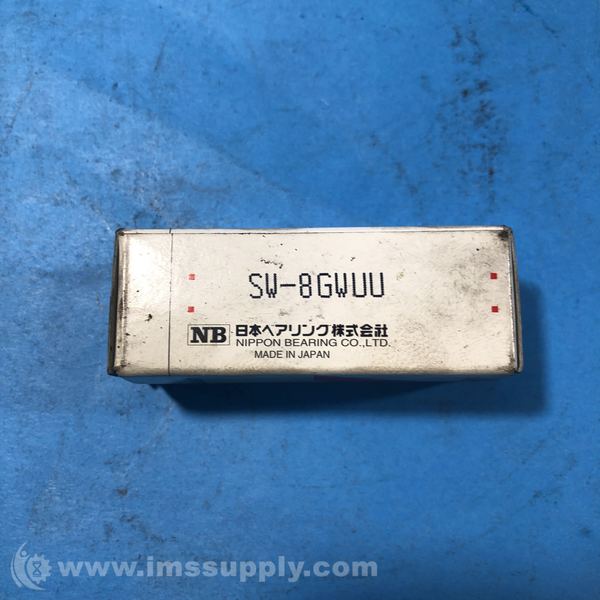 SW-8GWUU
NB 日本ベアリング株式会社
NIPPON BEARING CO.,LTD.
MADE IN JAPAN
www.imssupply.com